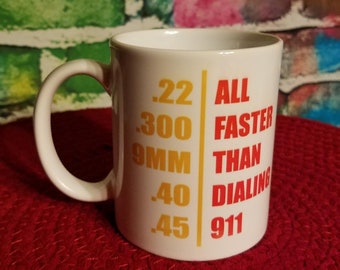 .22 ALL
.300 FASTER
9MM THAN
.40 DIALING
.45 911